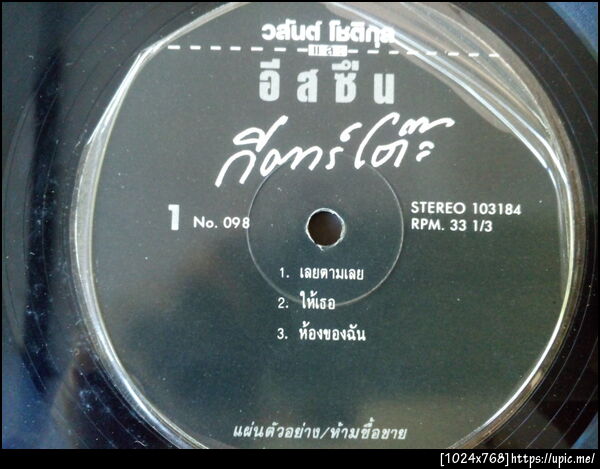 วสันต์ โชติกุล
และ
อีสซึ่น
กีตาร์โต๊ะ
1 No. 098
STEREO 103184
RPM. 33 1/3
1. เลยตามเลย
2. ให้เธอ
3. ห้องของฉัน
แผ่นตัวอย่าง/ห้ามซื้อขาย
[1024x768]https://upic.me/